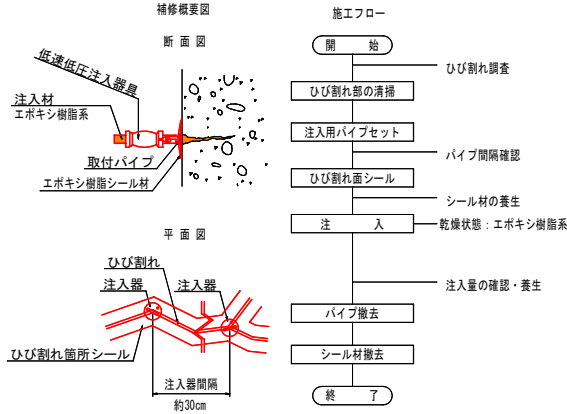 補修概要図
断面図
低速低圧注入器具
注入材
エポキシ樹脂系
取付パイプ
エポキシ樹脂シール材
平面図
ひび割れ
注入器
注入器
ひび割れ箇所シール
注入器間隔
約30cm
施工フロー
開　始
ひび割れ調査
ひび割れ部の清掃
注入用パイプセット
パイプ間隔確認
ひび割れ面シール
シール材の養生
注　入
乾燥状態：エポキシ樹脂系
注入量の確認・養生
パイプ撤去
シール材撤去
終　了